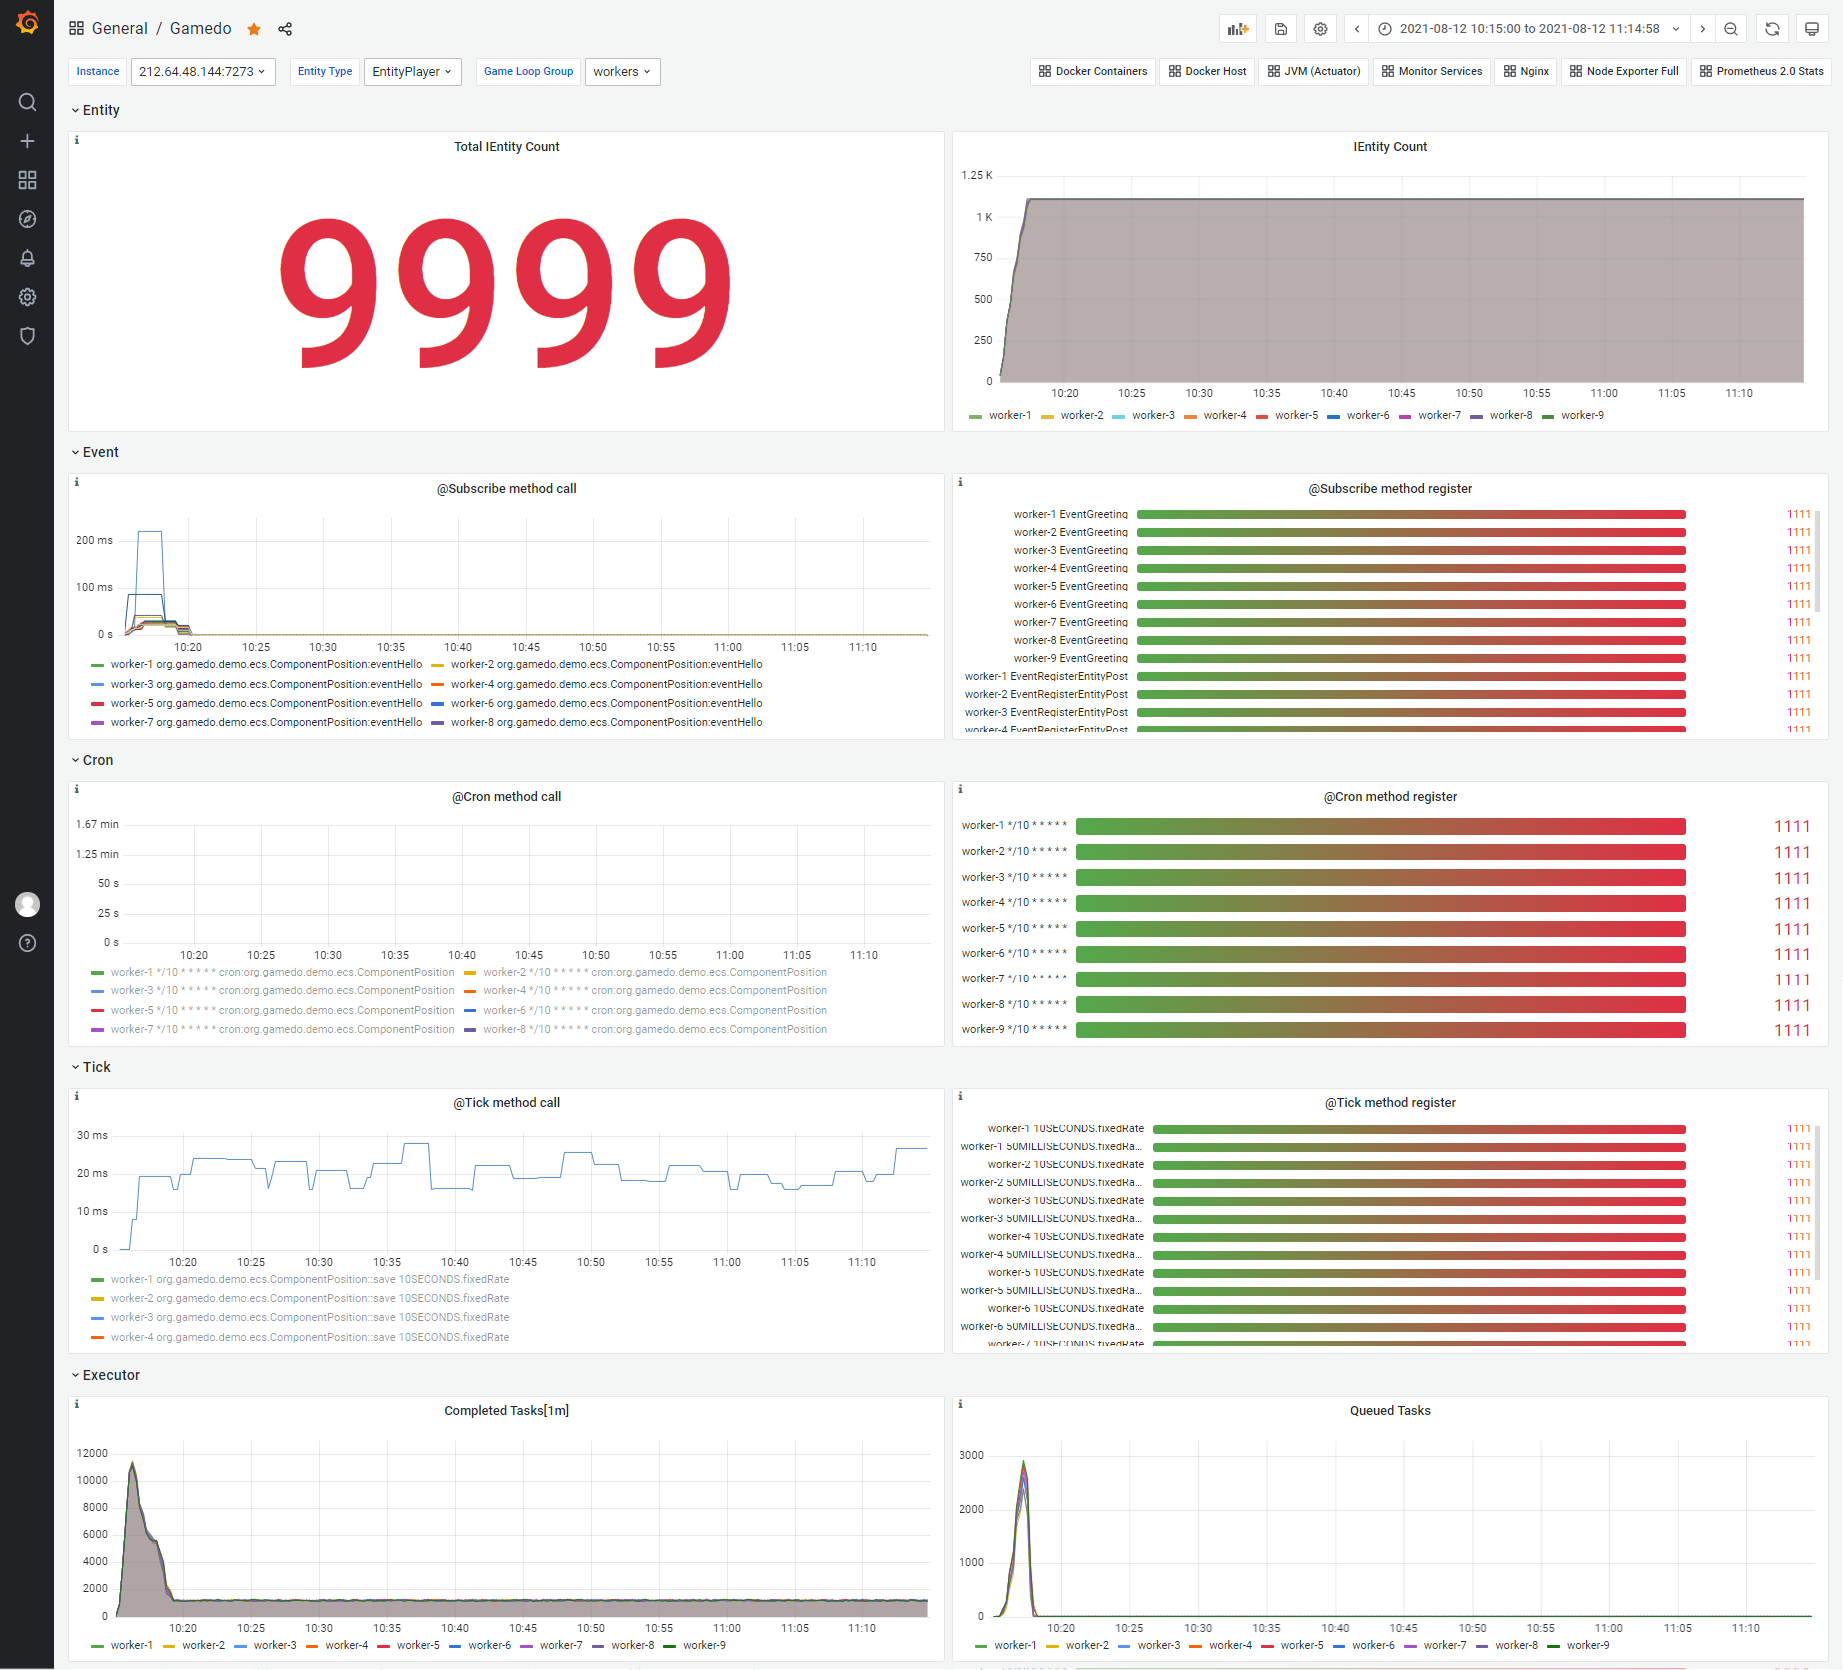 General / Gamedo
2021-08-12 10:15:00 to 2021-08-12 11:14:58
Instance 212.64.48.144:7273 Entity Type EntityPlayer Game Loop Group workers
Docker Containers Docker Host JVM (Actuator) Monitor Services Nginx Node Exporter Full Prometheus 2.0 Stats
Entity
Total IEntity Count
9999
IEntity Count
1.25 K
1 K
750
500
250
0
10:20 10:25 10:30 10:35 10:40 10:45 10:50 10:55 11:00 11:05 11:10
worker-1 worker-2 worker-3 worker-4 worker-5 worker-6 worker-7 worker-8 worker-9
Event
@Subscribe method call
200 ms
100 ms
0 s
10:20 10:25 10:30 10:35 10:40 10:45 10:50 10:55 11:00 11:05 11:10
worker-1 org.gamedo.demo.ecs.ComponentPosition:eventHello worker-2 org.gamedo.demo.ecs.ComponentPosition:eventHello
worker-3 org.gamedo.demo.ecs.ComponentPosition:eventHello worker-4 org.gamedo.demo.ecs.ComponentPosition:eventHello
worker-5 org.gamedo.demo.ecs.ComponentPosition:eventHello worker-6 org.gamedo.demo.ecs.ComponentPosition:eventHello
worker-7 org.gamedo.demo.ecs.ComponentPosition:eventHello worker-8 org.gamedo.demo.ecs.ComponentPosition:eventHello
@Subscribe method register
worker-1 EventGreeting 1111
worker-2 EventGreeting 1111
worker-3 EventGreeting 1111
worker-4 EventGreeting 1111
worker-5 EventGreeting 1111
worker-6 EventGreeting 1111
worker-7 EventGreeting 1111
worker-8 EventGreeting 1111
worker-9 EventGreeting 1111
worker-1 EventRegisterEntityPost 1111
worker-2 EventRegisterEntityPost 1111
worker-3 EventRegisterEntityPost 1111
worker-4 EventRegisterEntityPost 1111
Cron
@Cron method call
1.67 min
1.25 min
50 s
25 s
0 s
10:20 10:25 10:30 10:35 10:40 10:45 10:50 10:55 11:00 11:05 11:10
worker-1 */10 * * * * * cron:org.gamedo.demo.ecs.ComponentPosition worker-2 */10 * * * * * cron:org.gamedo.demo.ecs.ComponentPosition
worker-3 */10 * * * * * cron:org.gamedo.demo.ecs.ComponentPosition worker-4 */10 * * * * * cron:org.gamedo.demo.ecs.ComponentPosition
worker-5 */10 * * * * * cron:org.gamedo.demo.ecs.ComponentPosition worker-6 */10 * * * * * cron:org.gamedo.demo.ecs.ComponentPosition
worker-7 */10 * * * * * cron:org.gamedo.demo.ecs.ComponentPosition worker-8 */10 * * * * * cron:org.gamedo.demo.ecs.ComponentPosition
@Cron method register
worker-1 */10 * * * * * 1111
worker-2 */10 * * * * * 1111
worker-3 */10 * * * * * 1111
worker-4 */10 * * * * * 1111
worker-5 */10 * * * * * 1111
worker-6 */10 * * * * * 1111
worker-7 */10 * * * * * 1111
worker-8 */10 * * * * * 1111
worker-9 */10 * * * * * 1111
Tick
@Tick method call
30 ms
20 ms
10 ms
0 s
10:20 10:25 10:30 10:35 10:40 10:45 10:50 10:55 11:00 11:05 11:10
worker-1 org.gamedo.demo.ecs.ComponentPosition::save 10SECONDS.fixedRate
worker-2 org.gamedo.demo.ecs.ComponentPosition::save 10SECONDS.fixedRate
worker-3 org.gamedo.demo.ecs.ComponentPosition::save 10SECONDS.fixedRate
worker-4 org.gamedo.demo.ecs.ComponentPosition::save 10SECONDS.fixedRate
@Tick method register
worker-1 10SECONDS.fixedRate 1111
worker-1 50MILLISECONDS.fixedRa... 1111
worker-2 10SECONDS.fixedRate 1111
worker-2 50MILLISECONDS.fixedRa... 1111
worker-3 10SECONDS.fixedRate 1111
worker-3 50MILLISECONDS.fixedRa... 1111
worker-4 10SECONDS.fixedRate 1111
worker-4 50MILLISECONDS.fixedRa... 1111
worker-5 10SECONDS.fixedRate 1111
worker-5 50MILLISECONDS.fixedRa... 1111
worker-6 10SECONDS.fixedRate 1111
worker-6 50MILLISECONDS.fixedRa... 1111
worker-7 10SECONDS.fixedRate 1111
Executor
Completed Tasks[1m]
12000
10000
8000
6000
4000
2000
0
10:20 10:25 10:30 10:35 10:40 10:45 10:50 10:55 11:00 11:05 11:10
worker-1 worker-2 worker-3 worker-4 worker-5 worker-6 worker-7 worker-8 worker-9
Queued Tasks
3000
2000
1000
0
10:20 10:25 10:30 10:35 10:40 10:45 10:50 10:55 11:00 11:05 11:10
worker-1 worker-2 worker-3 worker-4 worker-5 worker-6 worker-7 worker-8 worker-9